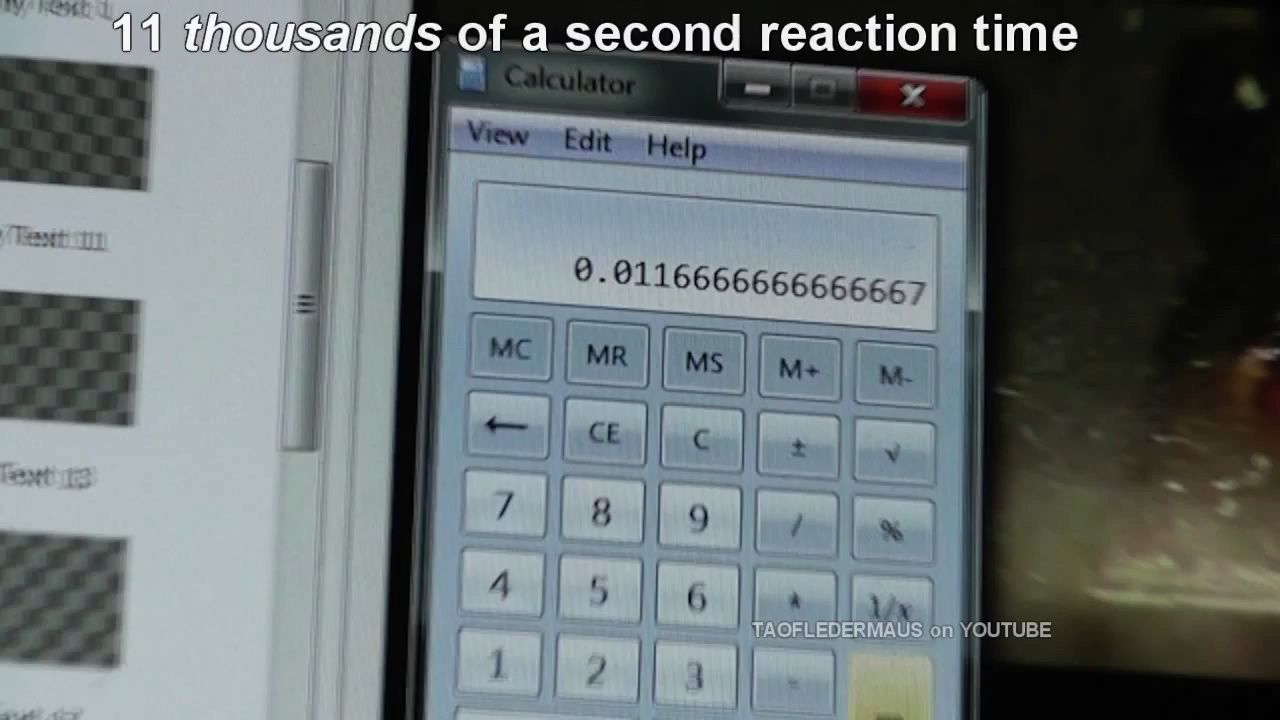 11 thousands of a second reaction time
Calculator
View Edit Help
0.0116666666666667
MC MR MS M+ M-
← CE C ± √
7 8 9 / %
4 5 6 * 1/x
TAOFLEDERMAUS on YOUTUBE
1 2 3 -